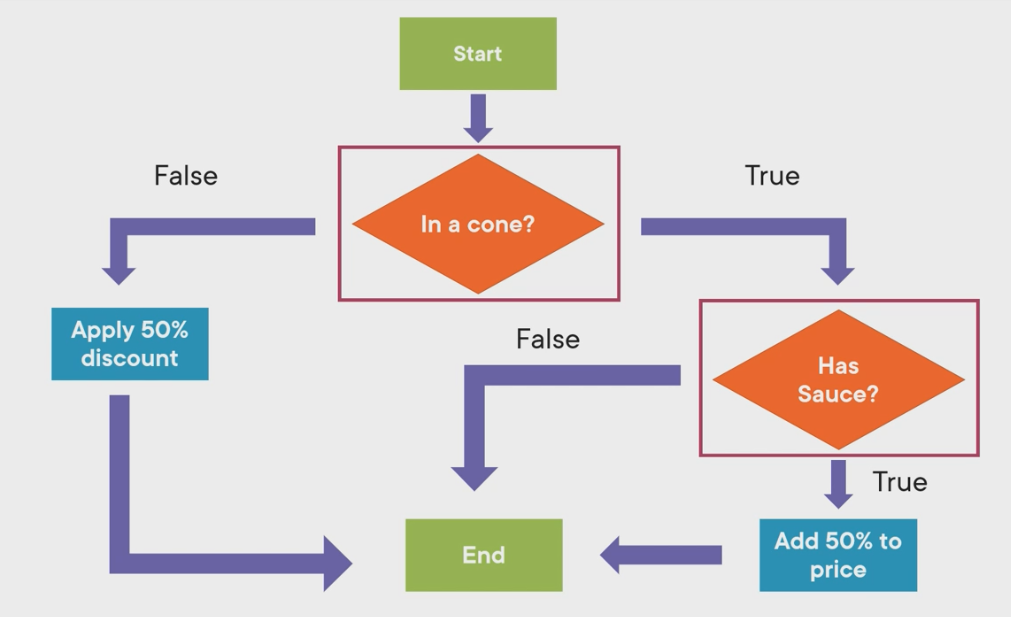 Start
False
True
In a cone?
Apply 50%
discount
False
Has
Sauce?
True
End
Add 50% to
price